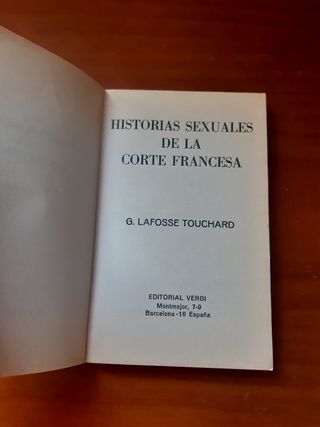 HISTORIAS SEXUALES
DE LA
CORTE FRANCESA
G. LAFOSSE TOUCHARD
EDITORIAL VERGI
Montmajor, 7-9
Barcelona-16 España